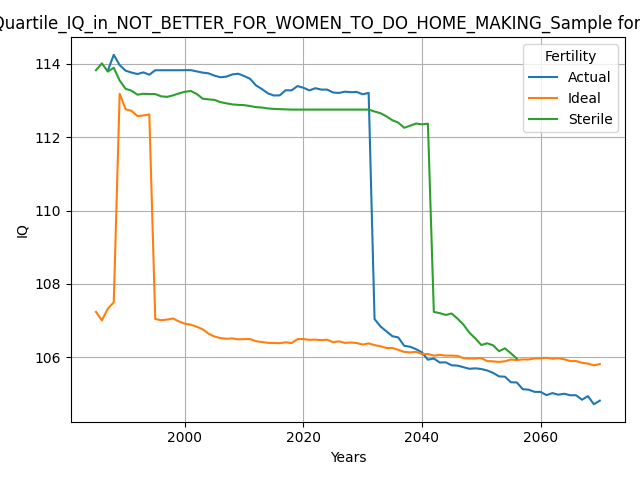 Quartile_IQ_in_NOT_BETTER_FOR_WOMEN_TO_DO_HOME_MAKING_Sample for
Fertility
Actual
Ideal
Sterile
114
112
110
108
106
IQ
2000
2020
2040
2060
Years